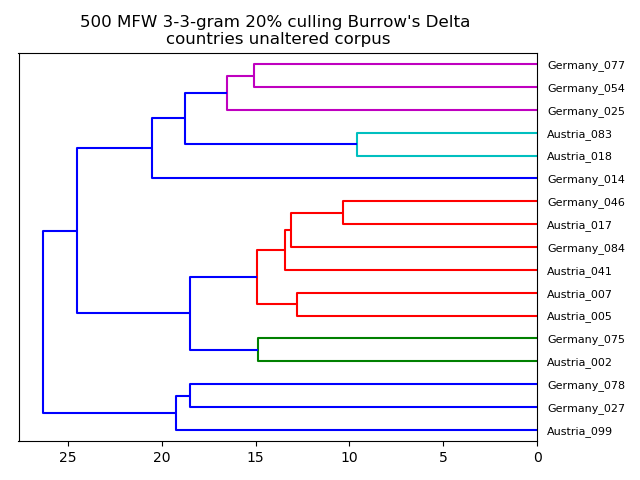 500 MFW 3-3-gram 20% culling Burrow's Delta
countries unaltered corpus
Germany_077
Germany_054
Germany_025
Austria_083
Austria_018
Germany_014
Germany_046
Austria_017
Germany_084
Austria_041
Austria_007
Austria_005
Germany_075
Austria_002
Germany_078
Germany_027
Austria_099
25 20 15 10 5 0